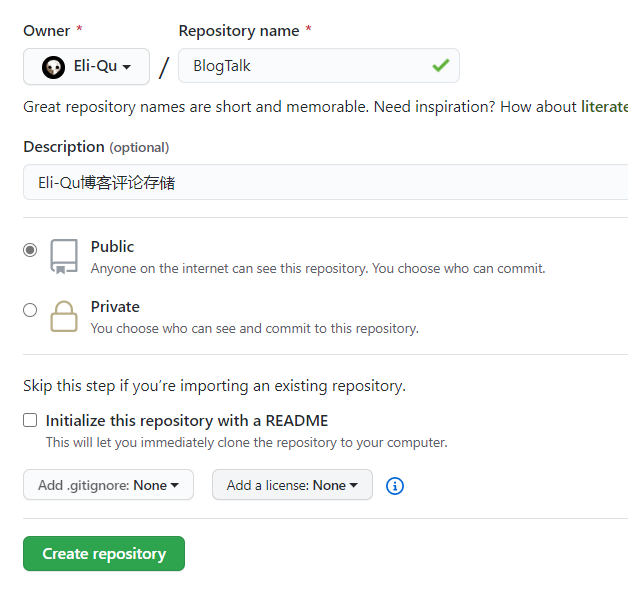 Owner * Repository name *
Eli-Qu / BlogTalk
Great repository names are short and memorable. Need inspiration? How about literate
Description (optional)
Eli-Qu博客评论存储
Public
Anyone on the internet can see this repository. You choose who can commit.
Private
You choose who can see and commit to this repository.
Skip this step if you're importing an existing repository.
Initialize this repository with a README
This will let you immediately clone the repository to your computer.
Add .gitignore: None Add a license: None
Create repository